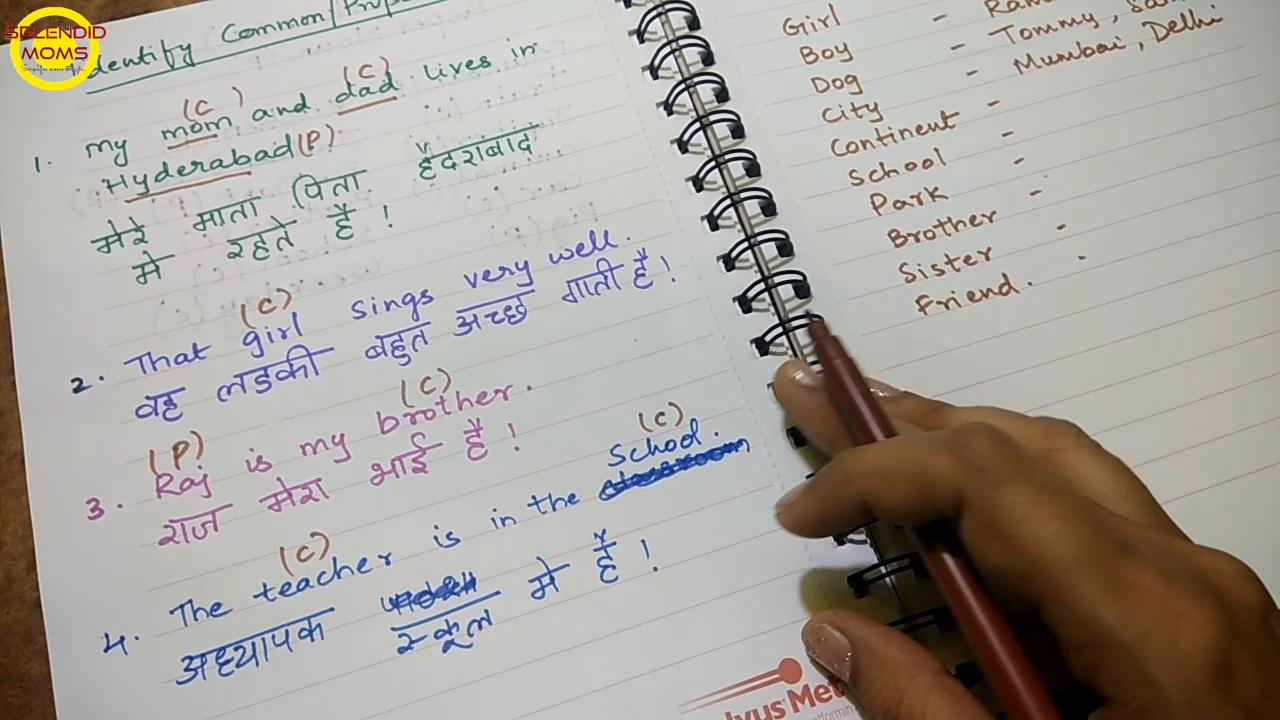 SPLENDID
MOMS
Identify Common/Prope
(C) (C)
1. My mom and dad lives in
Hyderabad (P)
मेरे माता पिता हैदराबाद
मे रहते है !
(C)
2. That girl sings very well.
वह लडकी बहुत अच्छे गाती है !
(P) (C)
3. Raj is my brother.
राज मेरा भाई है !
(C) (C)
4. The teacher is in the School.
अध्यापक स्कूल मे है !
Girl -
Boy - Tommy,
Dog - Mumbai, Delhi
City
Continent -
School -
Park -
Brother -
Sister
Friend.